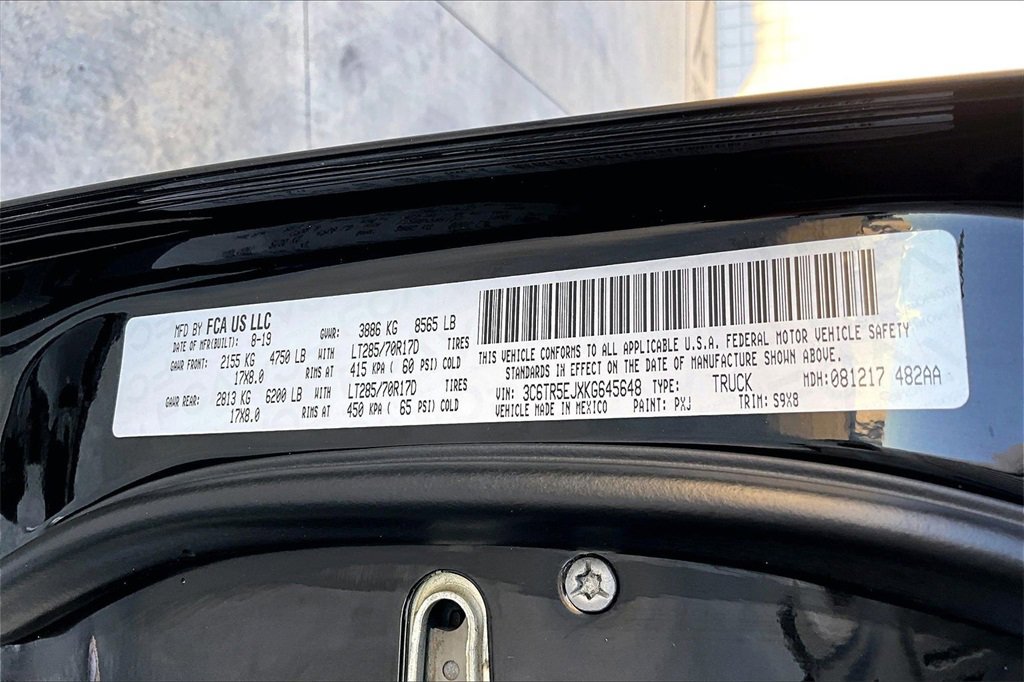 MFD BY FCA US LLC
DATE OF MFR(BUILT): 8-19 GVWR: 3886 KG 8565 LB
GAWR FRONT: 2155 KG 4750 LB WITH LT285/70R17D TIRES
17X8.0 RIMS AT 415 KPA ( 60 PSI) COLD
GAWR REAR: 2813 KG 6200 LB WITH LT285/70R17D TIRES
17X8.0 RIMS AT 450 KPA ( 65 PSI) COLD
THIS VEHICLE CONFORMS TO ALL APPLICABLE U.S.A. FEDERAL MOTOR VEHICLE SAFETY
STANDARDS IN EFFECT ON THE DATE OF MANUFACTURE SHOWN ABOVE.
VIN: 3C6TR5EJXKG645648 TYPE: TRUCK MDH:081217 482AA
VEHICLE MADE IN MEXICO PAINT: PXJ TRIM: S9X8